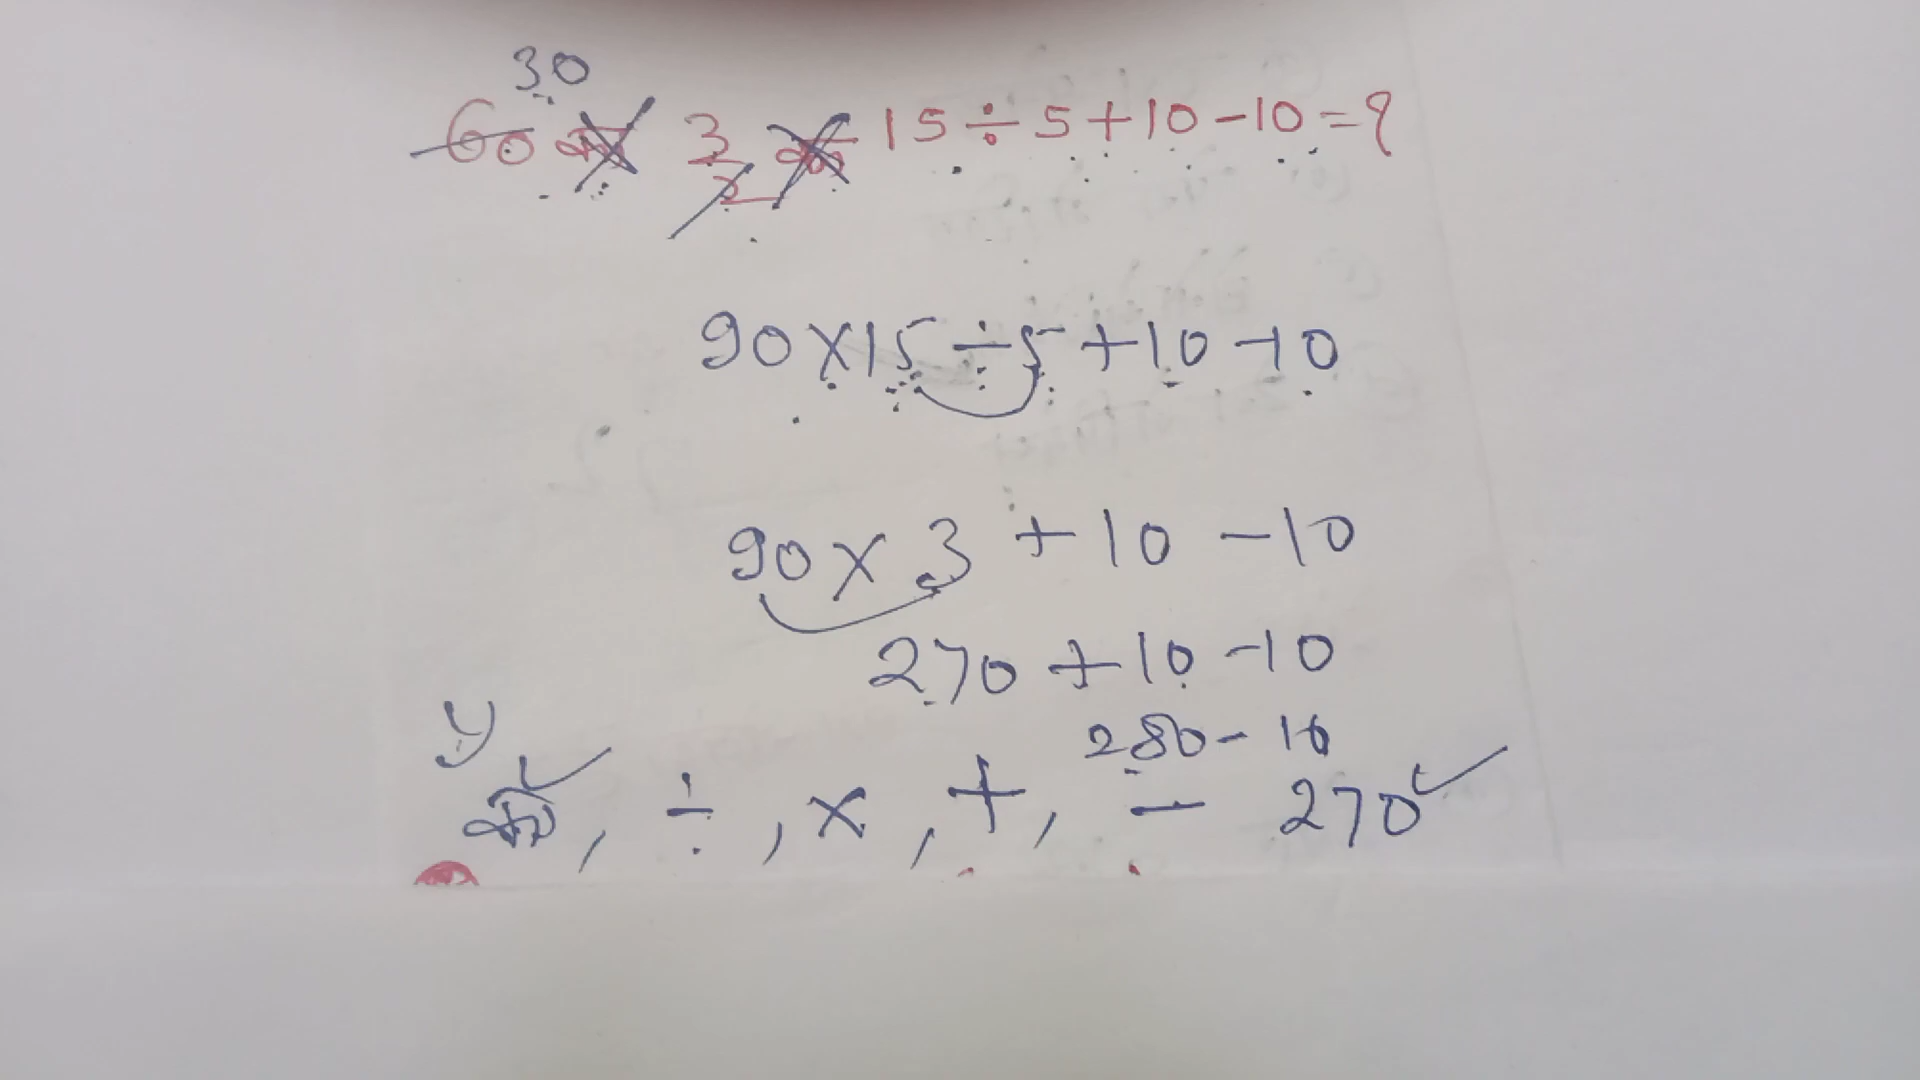 30
60 का 3/2 का 15 ÷ 5 + 10 - 10 = ?
90 × 15 ÷ 5 + 10 - 10
90 × 3 + 10 - 10
270 + 10 - 10
280 - 10
का, ÷, ×, +, - 270